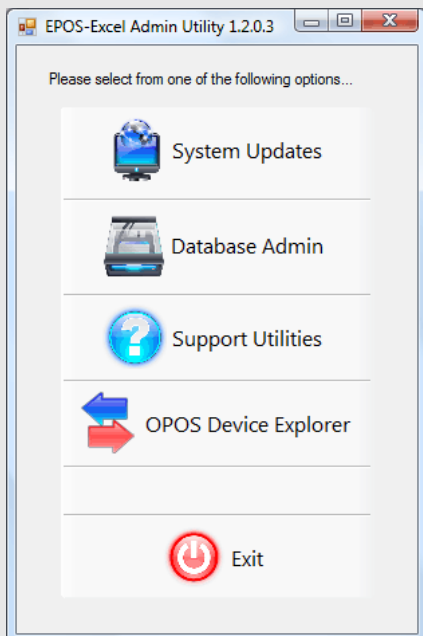 EPOS-Excel Admin Utility 1.2.0.3
Please select from one of the following options...
System Updates
Database Admin
Support Utilities
OPOS Device Explorer
Exit